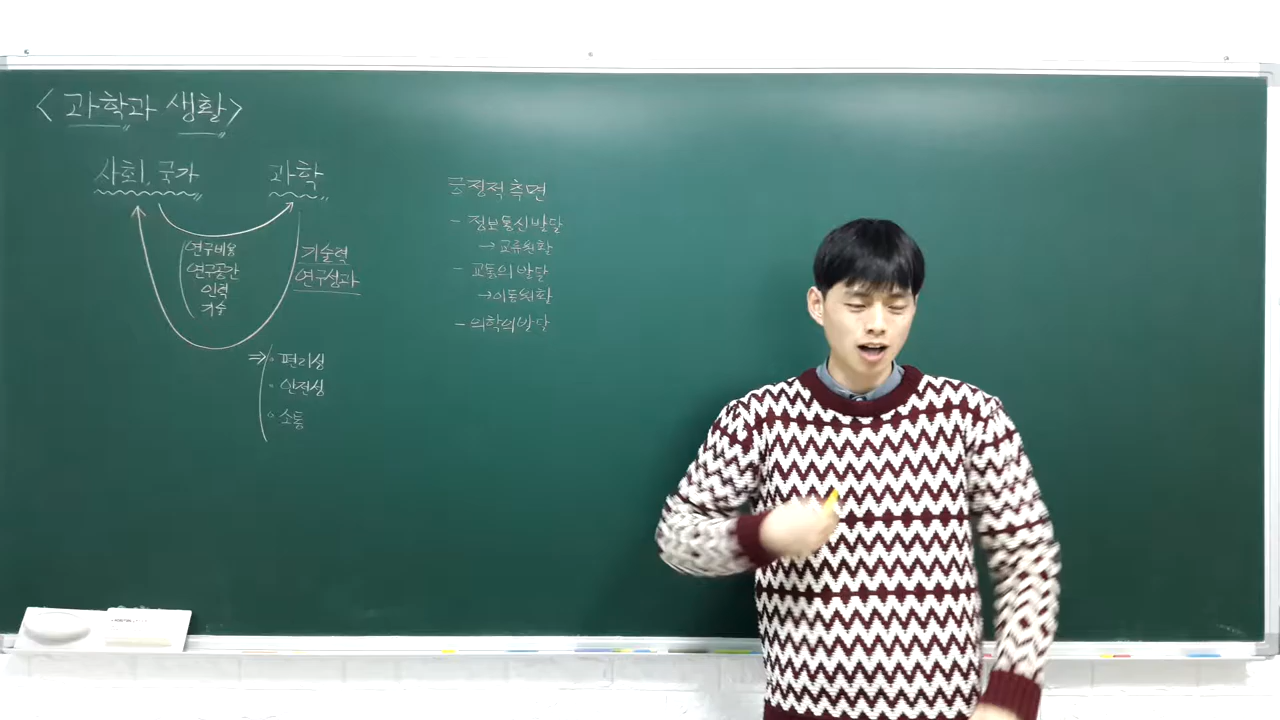 <과학과 생활>
사회, 국가
과학
연구비용
연구공간
인력
기술
기술력
연구성과
⇒ · 편리성
· 안전성
· 소통
긍정적 측면
- 정보통신발달
→ 교류원활
- 교통의 발달
→ 이동원활
- 의학의 발달